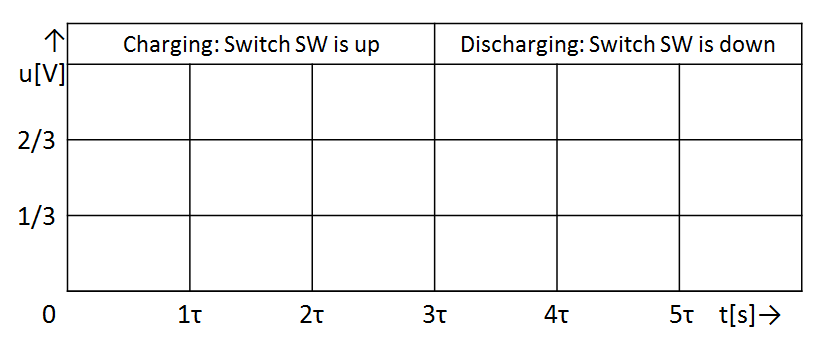 ↑ Charging: Switch SW is up Discharging: Switch SW is down
u[V]
2/3
1/3
0 1τ 2τ 3τ 4τ 5τ t[s]→